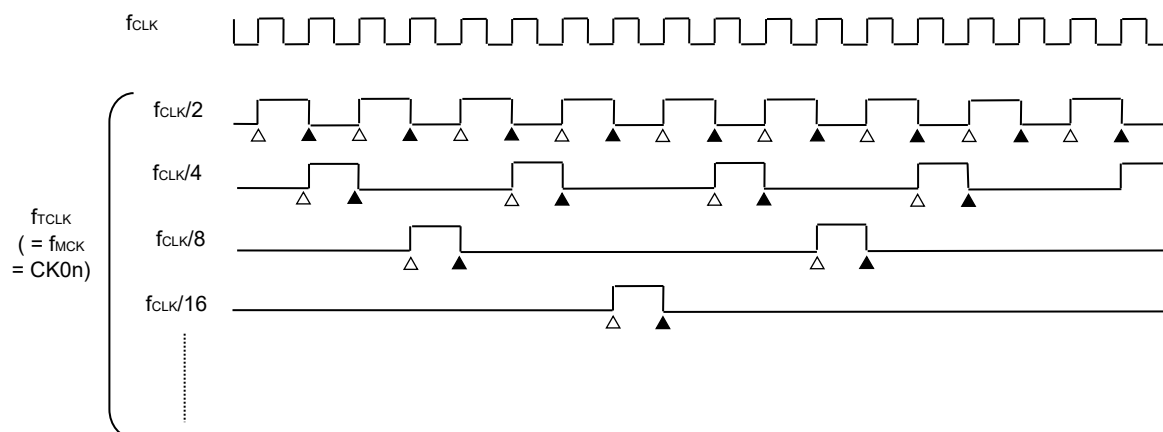 fCLK
fCLK/2
fCLK/4
fTCLK
( = fMCK
= CK0n)
fCLK/8
fCLK/16